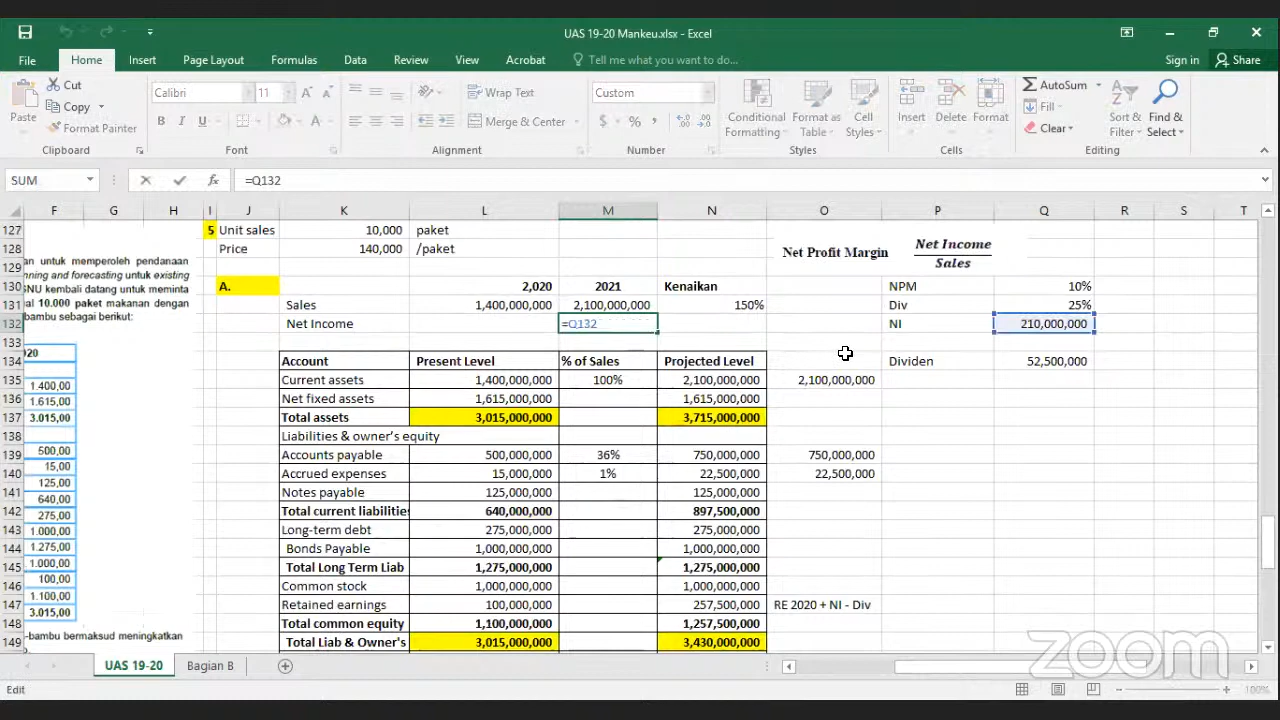 UAS 19-20 Mankeu.xlsx - Excel
File Home Insert Page Layout Formulas Data Review View Acrobat Tell me what you want to do... Sign in Share
Cut
Copy
Format Painter
Paste
Calibri 11
B I U
Wrap Text
Merge & Center
Custom
$ % ,
Conditional Formatting
Format as Table
Cell Styles
Insert Delete Format
AutoSum
Fill
Clear
Sort & Filter
Find & Select
Clipboard Font Alignment Number Styles Cells Editing
SUM =Q132
F G H I J K L M N O P Q R S T
127 5 Unit sales 10,000 paket
128 Price 140,000 /paket Net Profit Margin Net Income
129 an untuk memperoleh pendanaan Sales
nning and forecasting untuk existing
130 GNU kembali datang untuk meminta A. 2,020 2021 Kenaikan NPM 10%
131 al 10.000 paket makanan dengan Sales 1,400,000,000 2,100,000,000 150% Div 25%
132 bambu sebagai berikut: Net Income =Q132 NI 210,000,000
133
134 20 Account Present Level % of Sales Projected Level Dividen 52,500,000
135 1.400,00 Current assets 1,400,000,000 100% 2,100,000,000 2,100,000,000
136 1.615,00 Net fixed assets 1,615,000,000 1,615,000,000
137 3.015,00 Total assets 3,015,000,000 3,715,000,000
138 Liabilities & owner's equity
139 500,00 Accounts payable 500,000,000 36% 750,000,000 750,000,000
140 15,00 Accrued expenses 15,000,000 1% 22,500,000 22,500,000
141 125,00 Notes payable 125,000,000 125,000,000
142 640,00 Total current liabilities 640,000,000 897,500,000
143 275,00 Long-term debt 275,000,000 275,000,000
144 1.000,00 Bonds Payable 1,000,000,000 1,000,000,000
145 1.275,00 Total Long Term Liab 1,275,000,000 1,275,000,000
146 1.000,00 Common stock 1,000,000,000 1,000,000,000
147 100,00 Retained earnings 100,000,000 257,500,000 RE 2020 + NI - Div
148 1.100,00 Total common equity 1,100,000,000 1,257,500,000
149 3.015,00 Total Liab & Owner's 3,015,000,000 3,430,000,000
-bambu bermaksud meningkatkan
zoom
UAS 19-20 Bagian B
Edit 100%